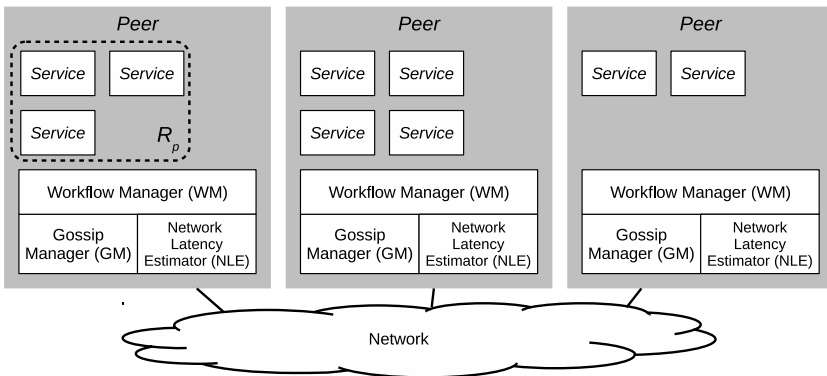 Peer
Service Service
Service
Rp
Workflow Manager (WM)
Gossip
Manager (GM)
Network
Latency
Estimator (NLE)
Peer
Service Service
Service Service
Workflow Manager (WM)
Gossip
Manager (GM)
Network
Latency
Estimator (NLE)
Peer
Service Service
Workflow Manager (WM)
Gossip
Manager (GM)
Network
Latency
Estimator (NLE)
Network